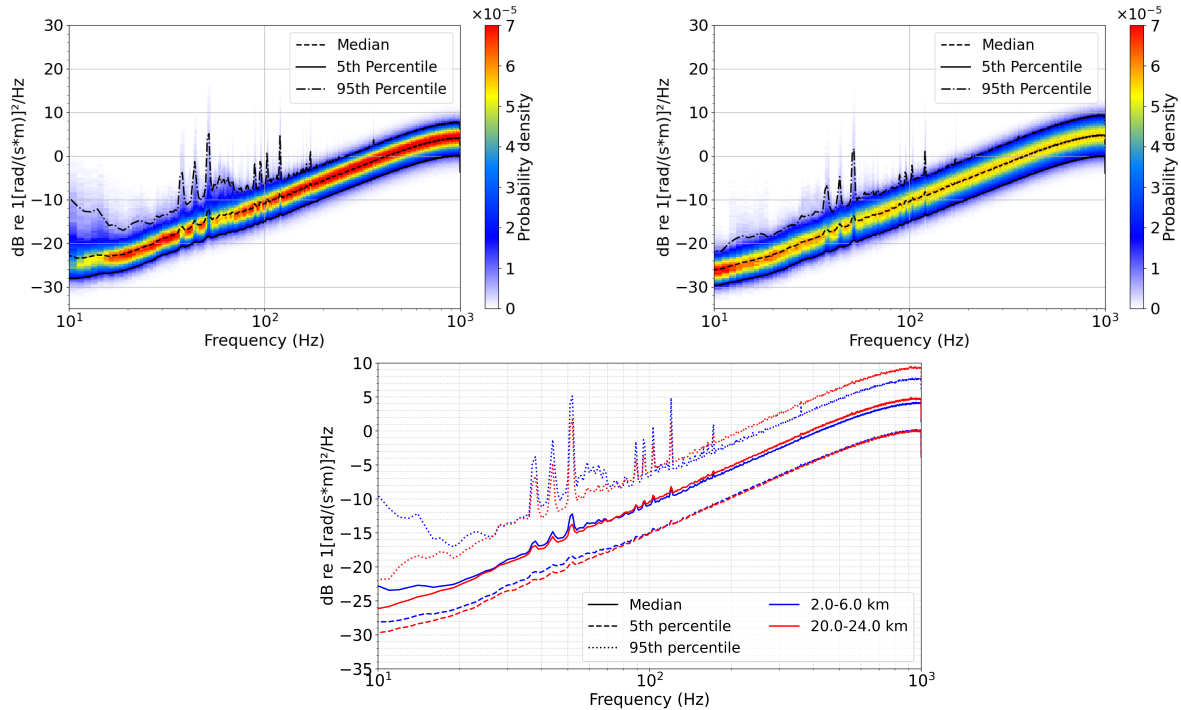 ×10⁻⁵
×10⁻⁵
30
20
10
0
−10
−20
−30
dB re 1[rad/(s*m)]²/Hz
Median
5th Percentile
95th Percentile
7
6
5
4
3
2
1
0
Probability density
10¹
10²
10³
Frequency (Hz)
30
20
10
0
−10
−20
−30
dB re 1[rad/(s*m)]²/Hz
Median
5th Percentile
95th Percentile
7
6
5
4
3
2
1
0
Probability density
10¹
10²
10³
Frequency (Hz)
10
5
0
−5
−10
−15
−20
−25
−30
−35
dB re 1[rad/(s*m)]²/Hz
Median
5th percentile
95th percentile
2.0-6.0 km
20.0-24.0 km
10¹
10²
10³
Frequency (Hz)